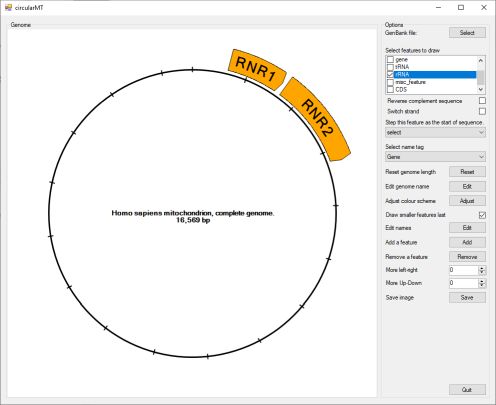 circularMT
Genome
RNR1
RNR2
Homo sapiens mitochondrion, complete genome.
16,569 bp
Options
GenBank file:
Select
Select features to draw
gene
tRNA
rRNA
misc_feature
CDS
Reverse complement sequence
Switch strand
Step this feature as the start of sequence.
select
Select name tag
Gene
Reset genome length
Reset
Edit genome name
Edit
Adjust colour scheme
Adjust
Draw smaller features last
Edit names
Edit
Add a feature
Add
Remove a feature
Remove
More left-right
0
More Up-Down
0
Save image
Save
Quit